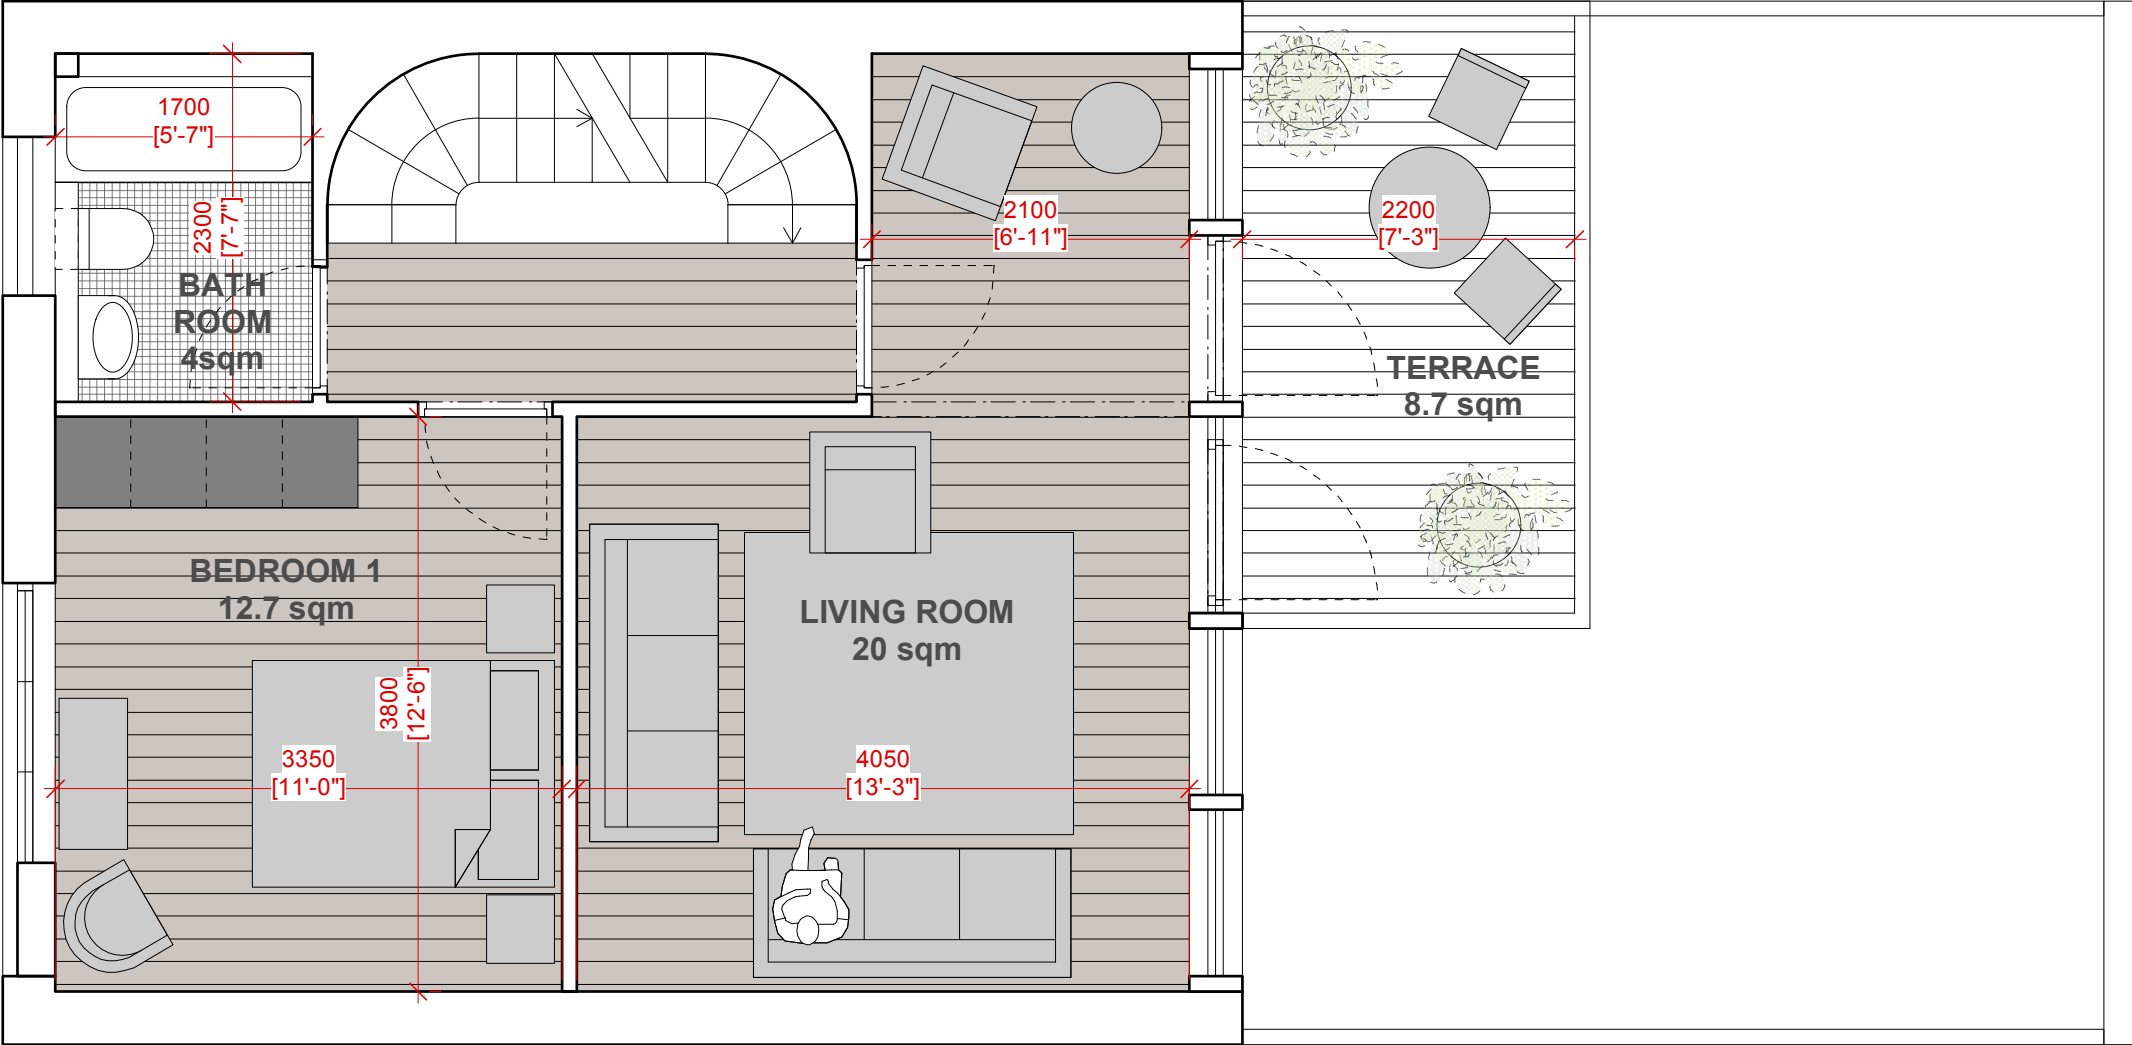 1700
[5'-7"]
2300
[7'-7"]
BATH
ROOM
4sqm
2100
[6'-11"]
2200
[7'-3"]
TERRACE
8.7 sqm
BEDROOM 1
12.7 sqm
LIVING ROOM
20 sqm
3800
[12'-6"]
3350
[11'-0"]
4050
[13'-3"]